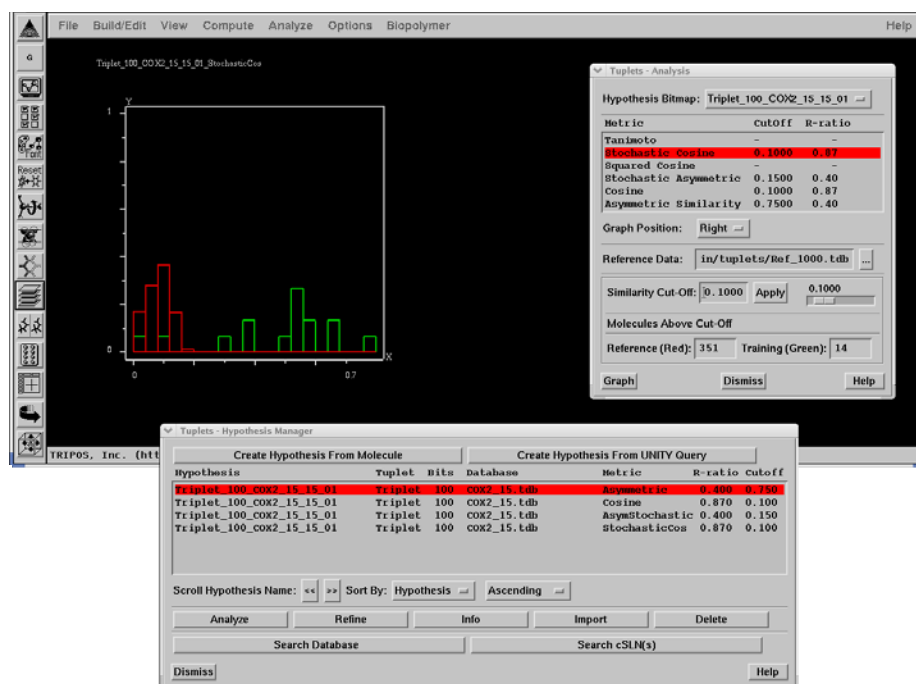 File Build/Edit View Compute Analyze Options Biopolymer Help
G
Font
Reset
Triplet_100_COX2_15_15_01_StochasticCos
Y
1
0
X
0 0.7
TRIPOS, Inc. (htt
Tuplets - Analysis
Hypothesis Bitmap: Triplet_100_COX2_15_15_01
Metric CutOff R-ratio
Tanimoto - -
Stochastic Cosine 0.1000 0.87
Squared Cosine - -
Stochastic Asymmetric 0.1500 0.40
Cosine 0.1000 0.87
Asymmetric Similarity 0.7500 0.40
Graph Position: Right
Reference Data: in/tuplets/Ref_1000.tdb ...
Similarity Cut-Off: 0.1000 Apply 0.1000
Molecules Above Cut-Off
Reference (Red): 351 Training (Green): 14
Graph Dismiss Help
Tuplets - Hypothesis Manager
Create Hypothesis From Molecule Create Hypothesis From UNITY Query
Hypothesis Tuplet Bits Database Metric R-ratio Cutoff
Triplet_100_COX2_15_15_01 Triplet 100 COX2_15.tdb Asymmetric 0.400 0.750
Triplet_100_COX2_15_15_01 Triplet 100 COX2_15.tdb Cosine 0.870 0.100
Triplet_100_COX2_15_15_01 Triplet 100 COX2_15.tdb AsymStochastic 0.400 0.150
Triplet_100_COX2_15_15_01 Triplet 100 COX2_15.tdb StochasticCos 0.870 0.100
Scroll Hypothesis Name: << >> Sort By: Hypothesis Ascending
Analyze Refine Info Import Delete
Search Database Search cSLN(s)
Dismiss Help